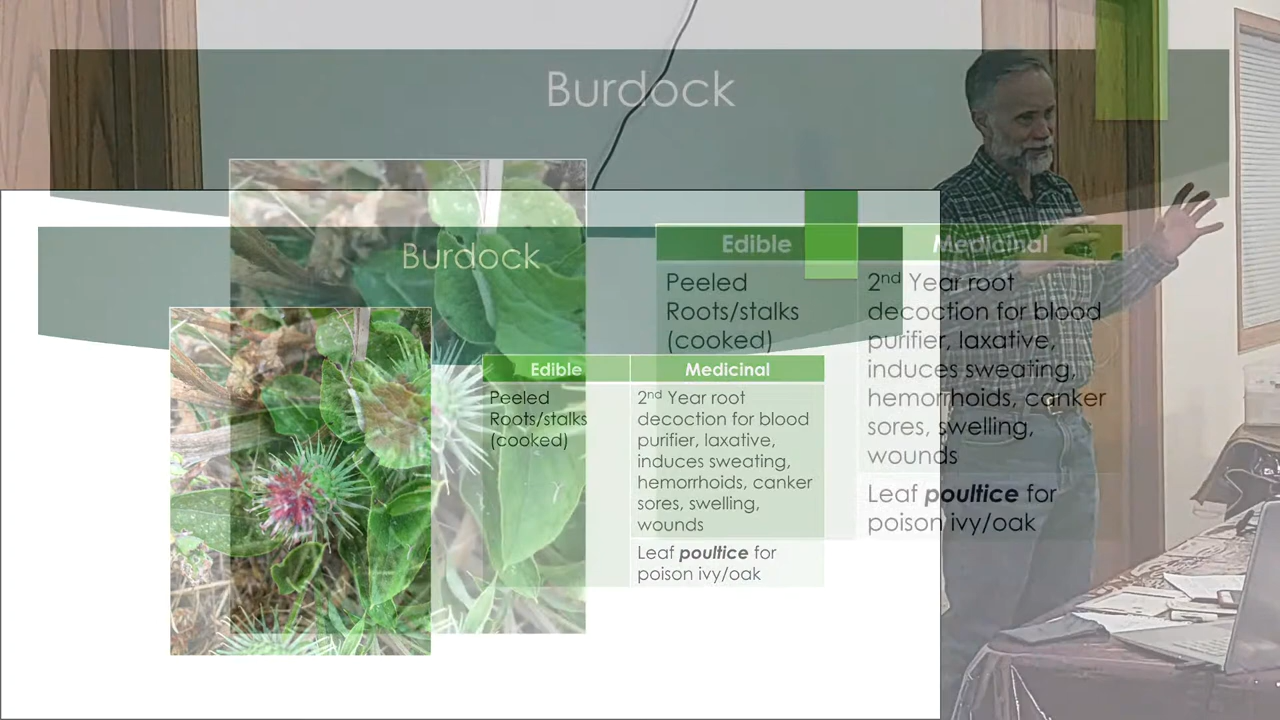 Burdock
Edible
Medicinal
Peeled
Roots/stalks
(cooked)
2nd Year root
decoction for blood
purifier, laxative,
induces sweating,
hemorrhoids, canker
sores, swelling,
wounds
Leaf poultice for
poison ivy/oak
Burdock
Edible
Medicinal
Peeled
Roots/stalks
(cooked)
2nd Year root
decoction for blood
purifier, laxative,
induces sweating,
hemorrhoids, canker
sores, swelling,
wounds
Leaf poultice for
poison ivy/oak